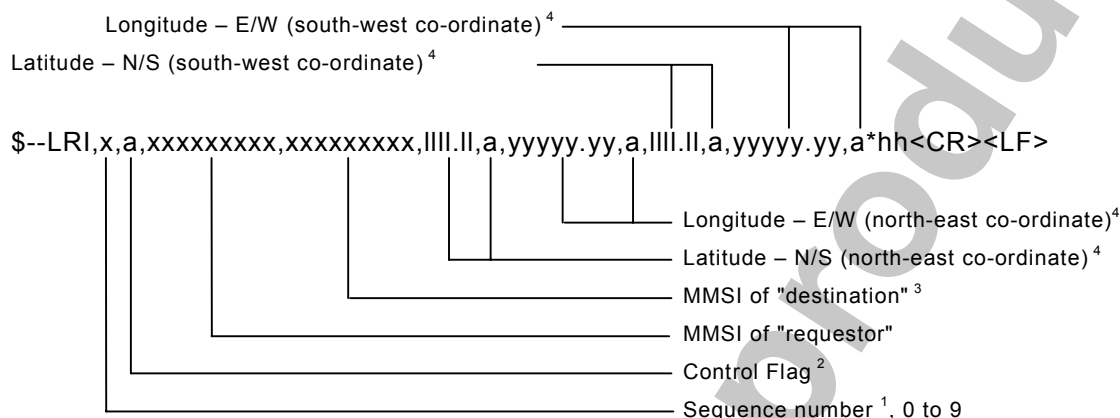 Longitude – E/W (south-west co-ordinate) 4
Latitude – N/S (south-west co-ordinate) 4
$--LRI,x,a,xxxxxxxxx,xxxxxxxxx,llll.ll,a,yyyyy.yy,a,llll.ll,a,yyyyy.yy,a*hh<CR><LF>
Longitude – E/W (north-east co-ordinate)4
Latitude – N/S (north-east co-ordinate) 4
MMSI of "destination" 3
MMSI of "requestor"
Control Flag 2
Sequence number 1, 0 to 9